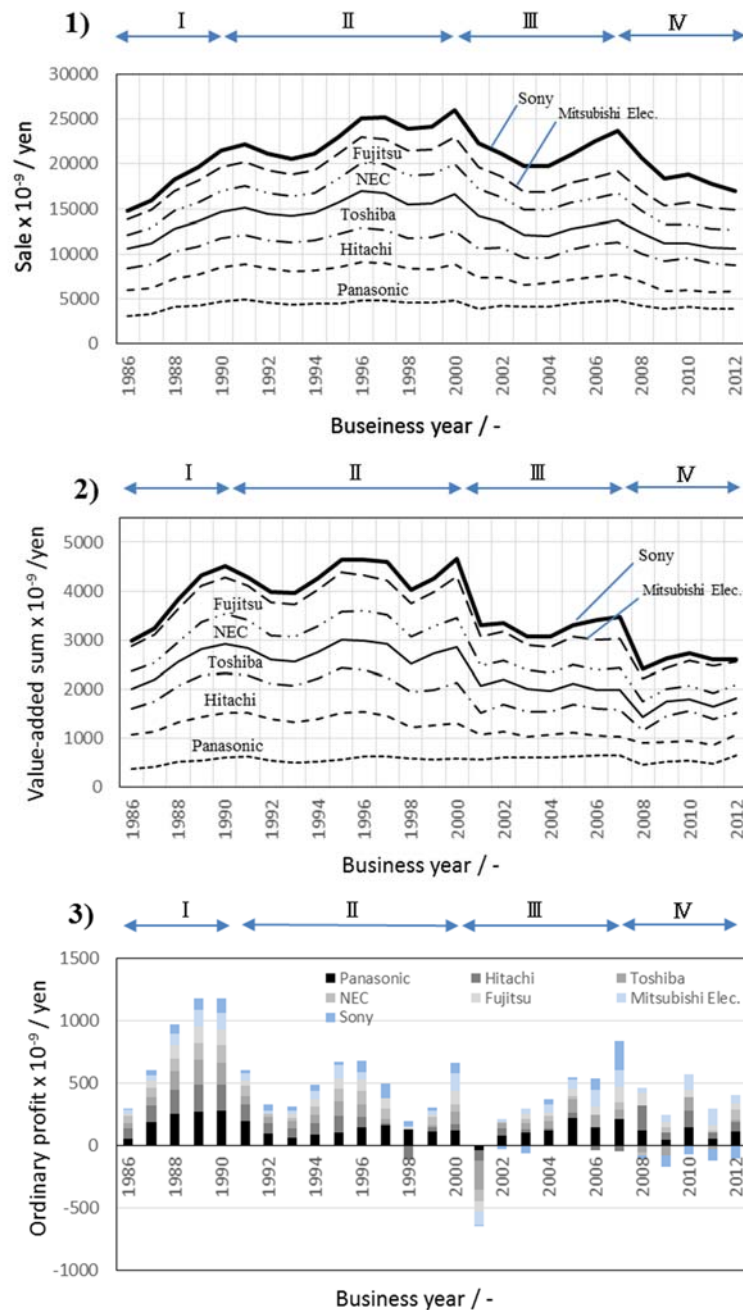 I II III IV
1)
30000
25000
20000
15000
10000
5000
0
Sale x 10⁻⁹ / yen
Sony
Mitsubishi Elec.
Fujitsu
NEC
Toshiba
Hitachi
Panasonic
1986 1988 1990 1992 1994 1996 1998 2000 2002 2004 2006 2008 2010 2012
Buseiness year / -
I II III IV
2)
5000
4000
3000
2000
1000
0
Value-added sum x 10⁻⁹ /yen
Sony
Mitsubishi Elec.
Fujitsu
NEC
Toshiba
Hitachi
Panasonic
1986 1988 1990 1992 1994 1996 1998 2000 2002 2004 2006 2008 2010 2012
Business year / -
I II III IV
3)
1500
1000
500
0
-500
-1000
Ordinary profit x 10⁻⁹ / yen
Panasonic Hitachi Toshiba
NEC Fujitsu Mitsubishi Elec.
Sony
1986 1988 1990 1992 1994 1996 1998 2000 2002 2004 2006 2008 2010 2012
Business year / -